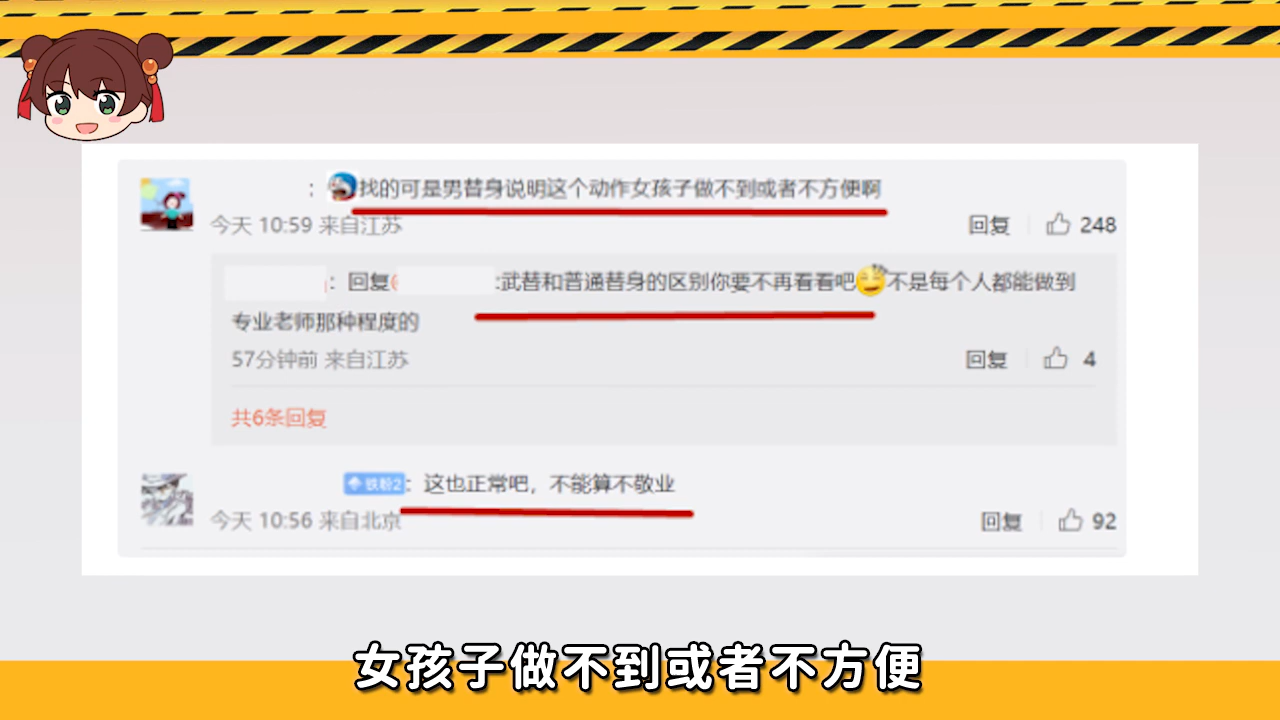 : 找的可是男替身说明这个动作女孩子做不到或者不方便啊
今天 10:59 来自江苏 回复 248
: 回复 :武替和普通替身的区别你要不再看看吧 不是每个人都能做到
专业老师那种程度的
57分钟前 来自江苏 回复 4
共6条回复
铁粉2 : 这也正常吧，不能算不敬业
今天 10:56 来自北京 回复 92
女孩子做不到或者不方便